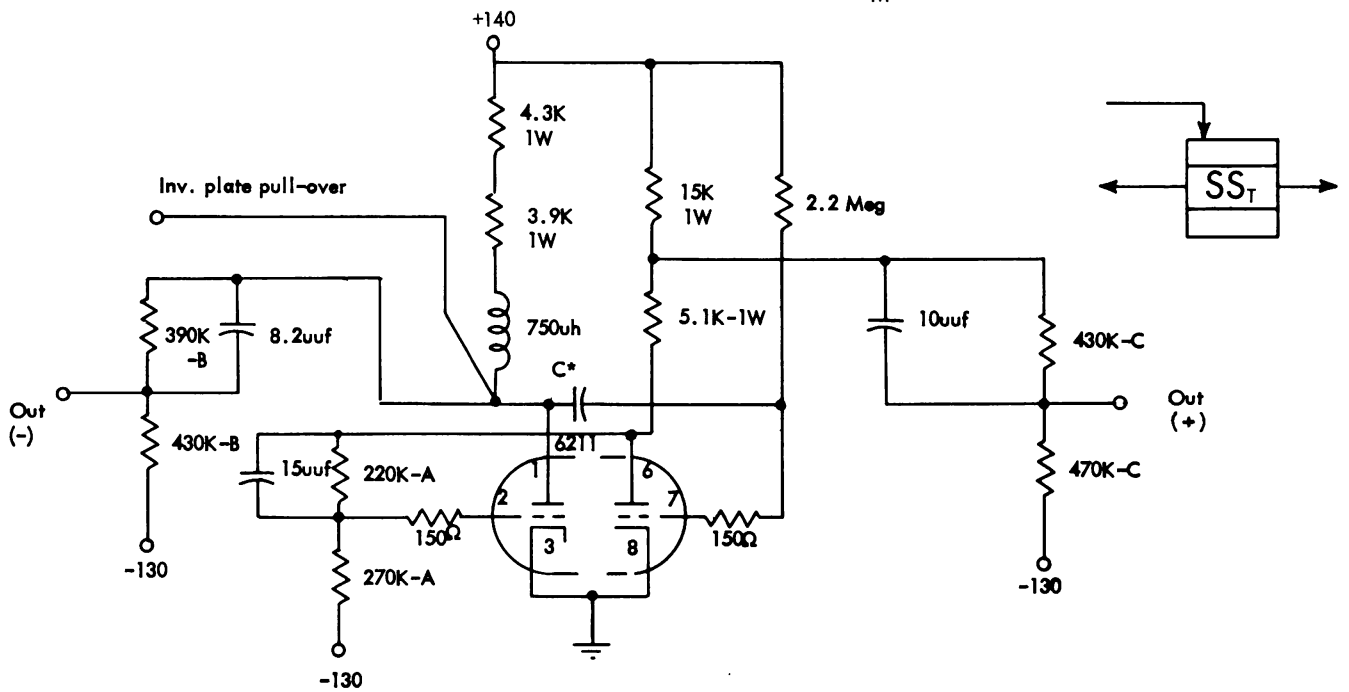 +140
4.3K
1W
Inv. plate pull-over
3.9K
1W
15K
1W
2.2 Meg
SST
750uh
5.1K-1W
10uuf
430K-C
390K
-B
8.2uuf
C*
Out
(-)
Out
(+)
430K-B
15uuf
220K-A
6211
1
6
2
7
470K-C
150Ω
3
8
150Ω
-130
270K-A
-130
-130